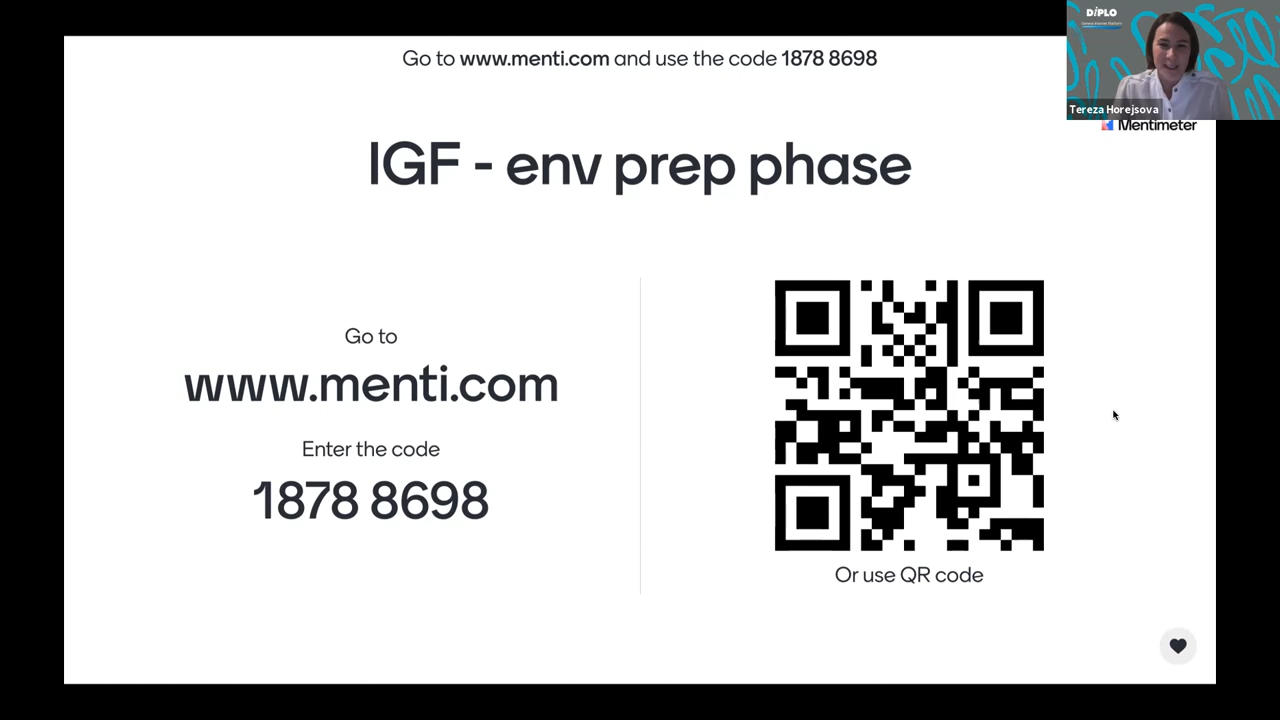 Go to www.menti.com and use the code 1878 8698
DiPLO
Tereza Horejsova
Mentimeter
IGF - env prep phase
Go to
www.menti.com
Enter the code
1878 8698
Or use QR code